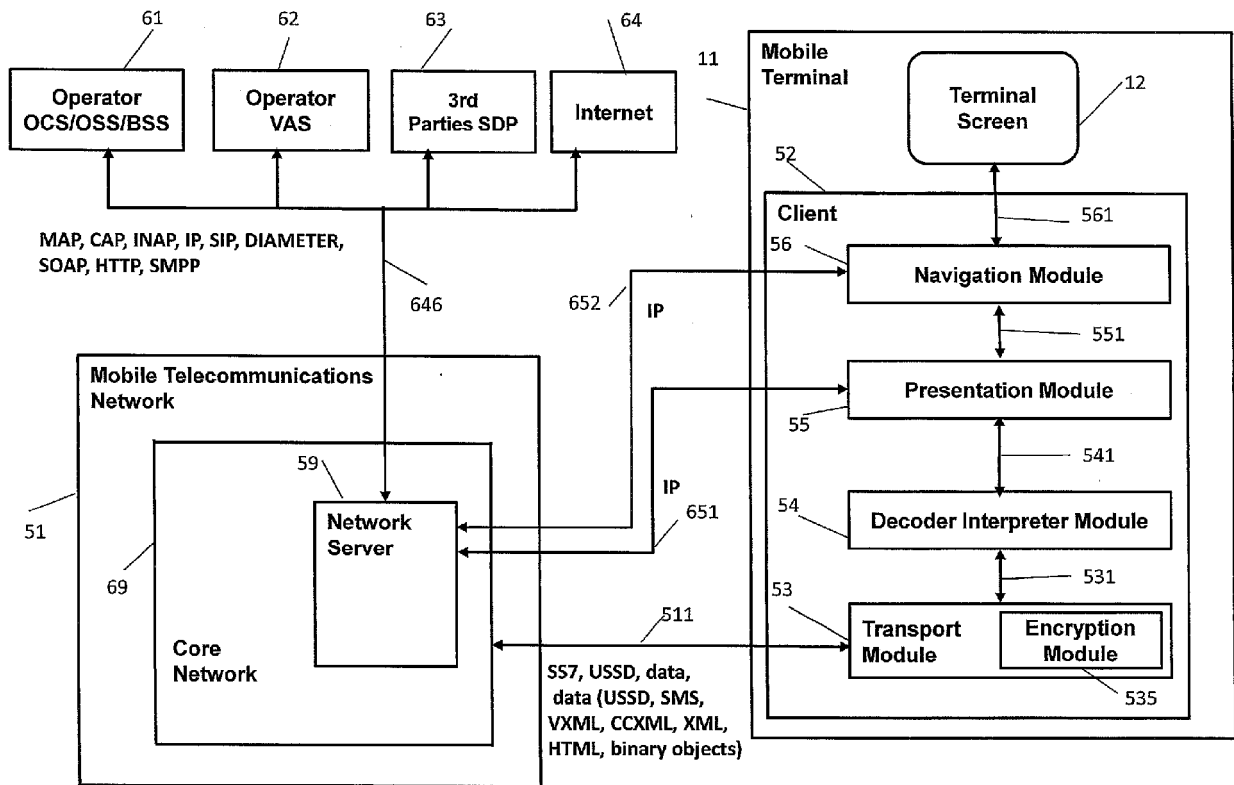 61
62
63
64
Operator
OCS/OSS/BSS
Operator
VAS
3rd
Parties SDP
Internet
MAP, CAP, INAP, IP, SIP, DIAMETER,
SOAP, HTTP, SMPP
646
11
Mobile
Terminal
Terminal
Screen
12
52
Client
561
56
Navigation Module
652
IP
551
Presentation Module
55
541
54
Decoder Interpreter Module
531
53
Transport
Module
Encryption
Module
535
Mobile Telecommunications
Network
51
59
Network
Server
IP
651
69
Core
Network
511
SS7, USSD, data,
data (USSD, SMS,
VXML, CCXML, XML,
HTML, binary objects)